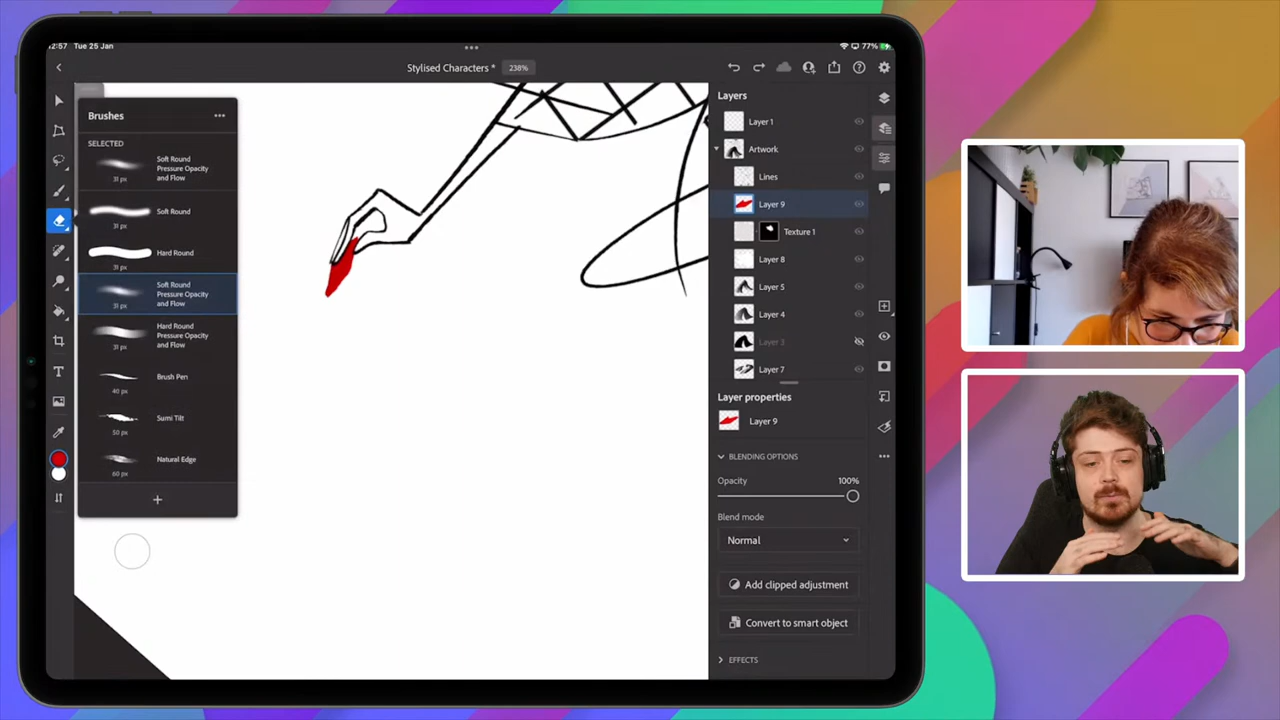 2:57 Tue 25 Jan
77%
Stylised Characters *
238%
Brushes
SELECTED
Soft Round
Pressure Opacity
and Flow
31 px
Soft Round
31 px
Hard Round
31 px
Soft Round
Pressure Opacity
and Flow
31 px
Hard Round
Pressure Opacity
and Flow
31 px
Brush Pen
40 px
Sumi Tilt
50 px
Natural Edge
60 px
Layers
Layer 1
Artwork
Lines
Layer 9
Texture 1
Layer 8
Layer 5
Layer 4
Layer 3
Layer 7
Layer properties
Layer 9
BLENDING OPTIONS
Opacity
100%
Blend mode
Normal
Add clipped adjustment
Convert to smart object
EFFECTS